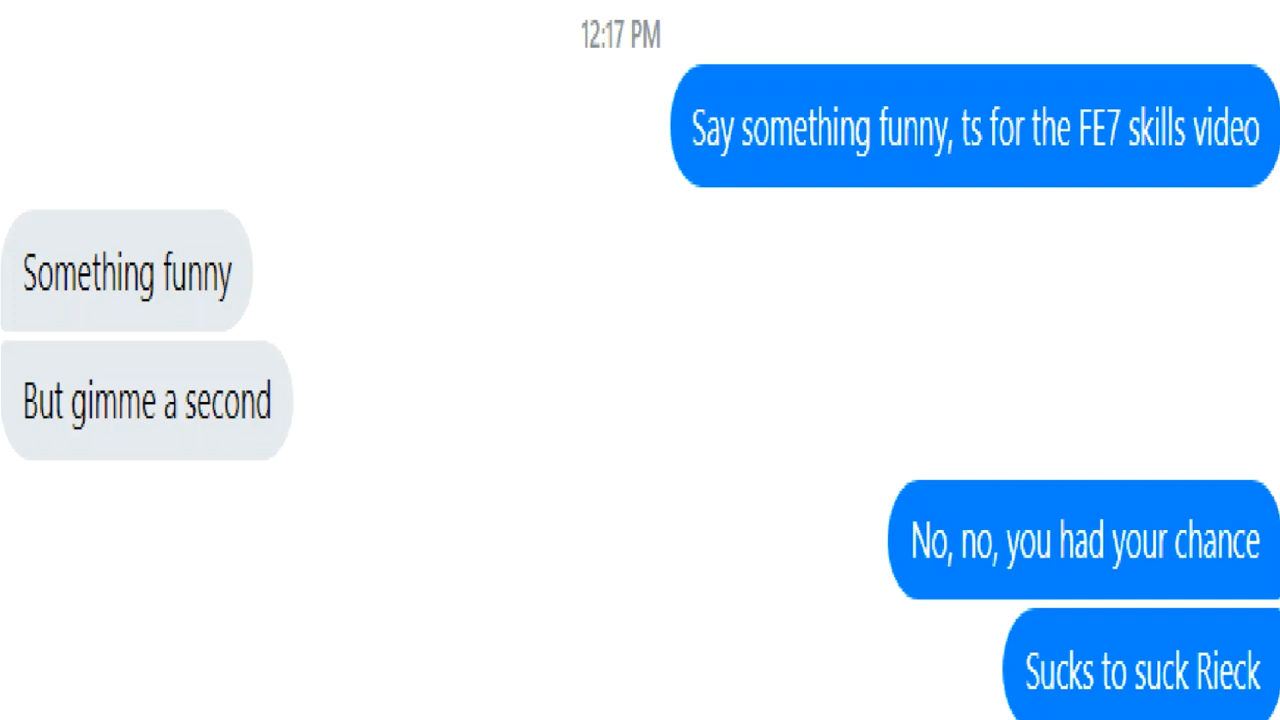 12:17 PM
Say something funny, ts for the FE7 skills video
Something funny
But gimme a second
No, no, you had your chance
Sucks to suck Rieck